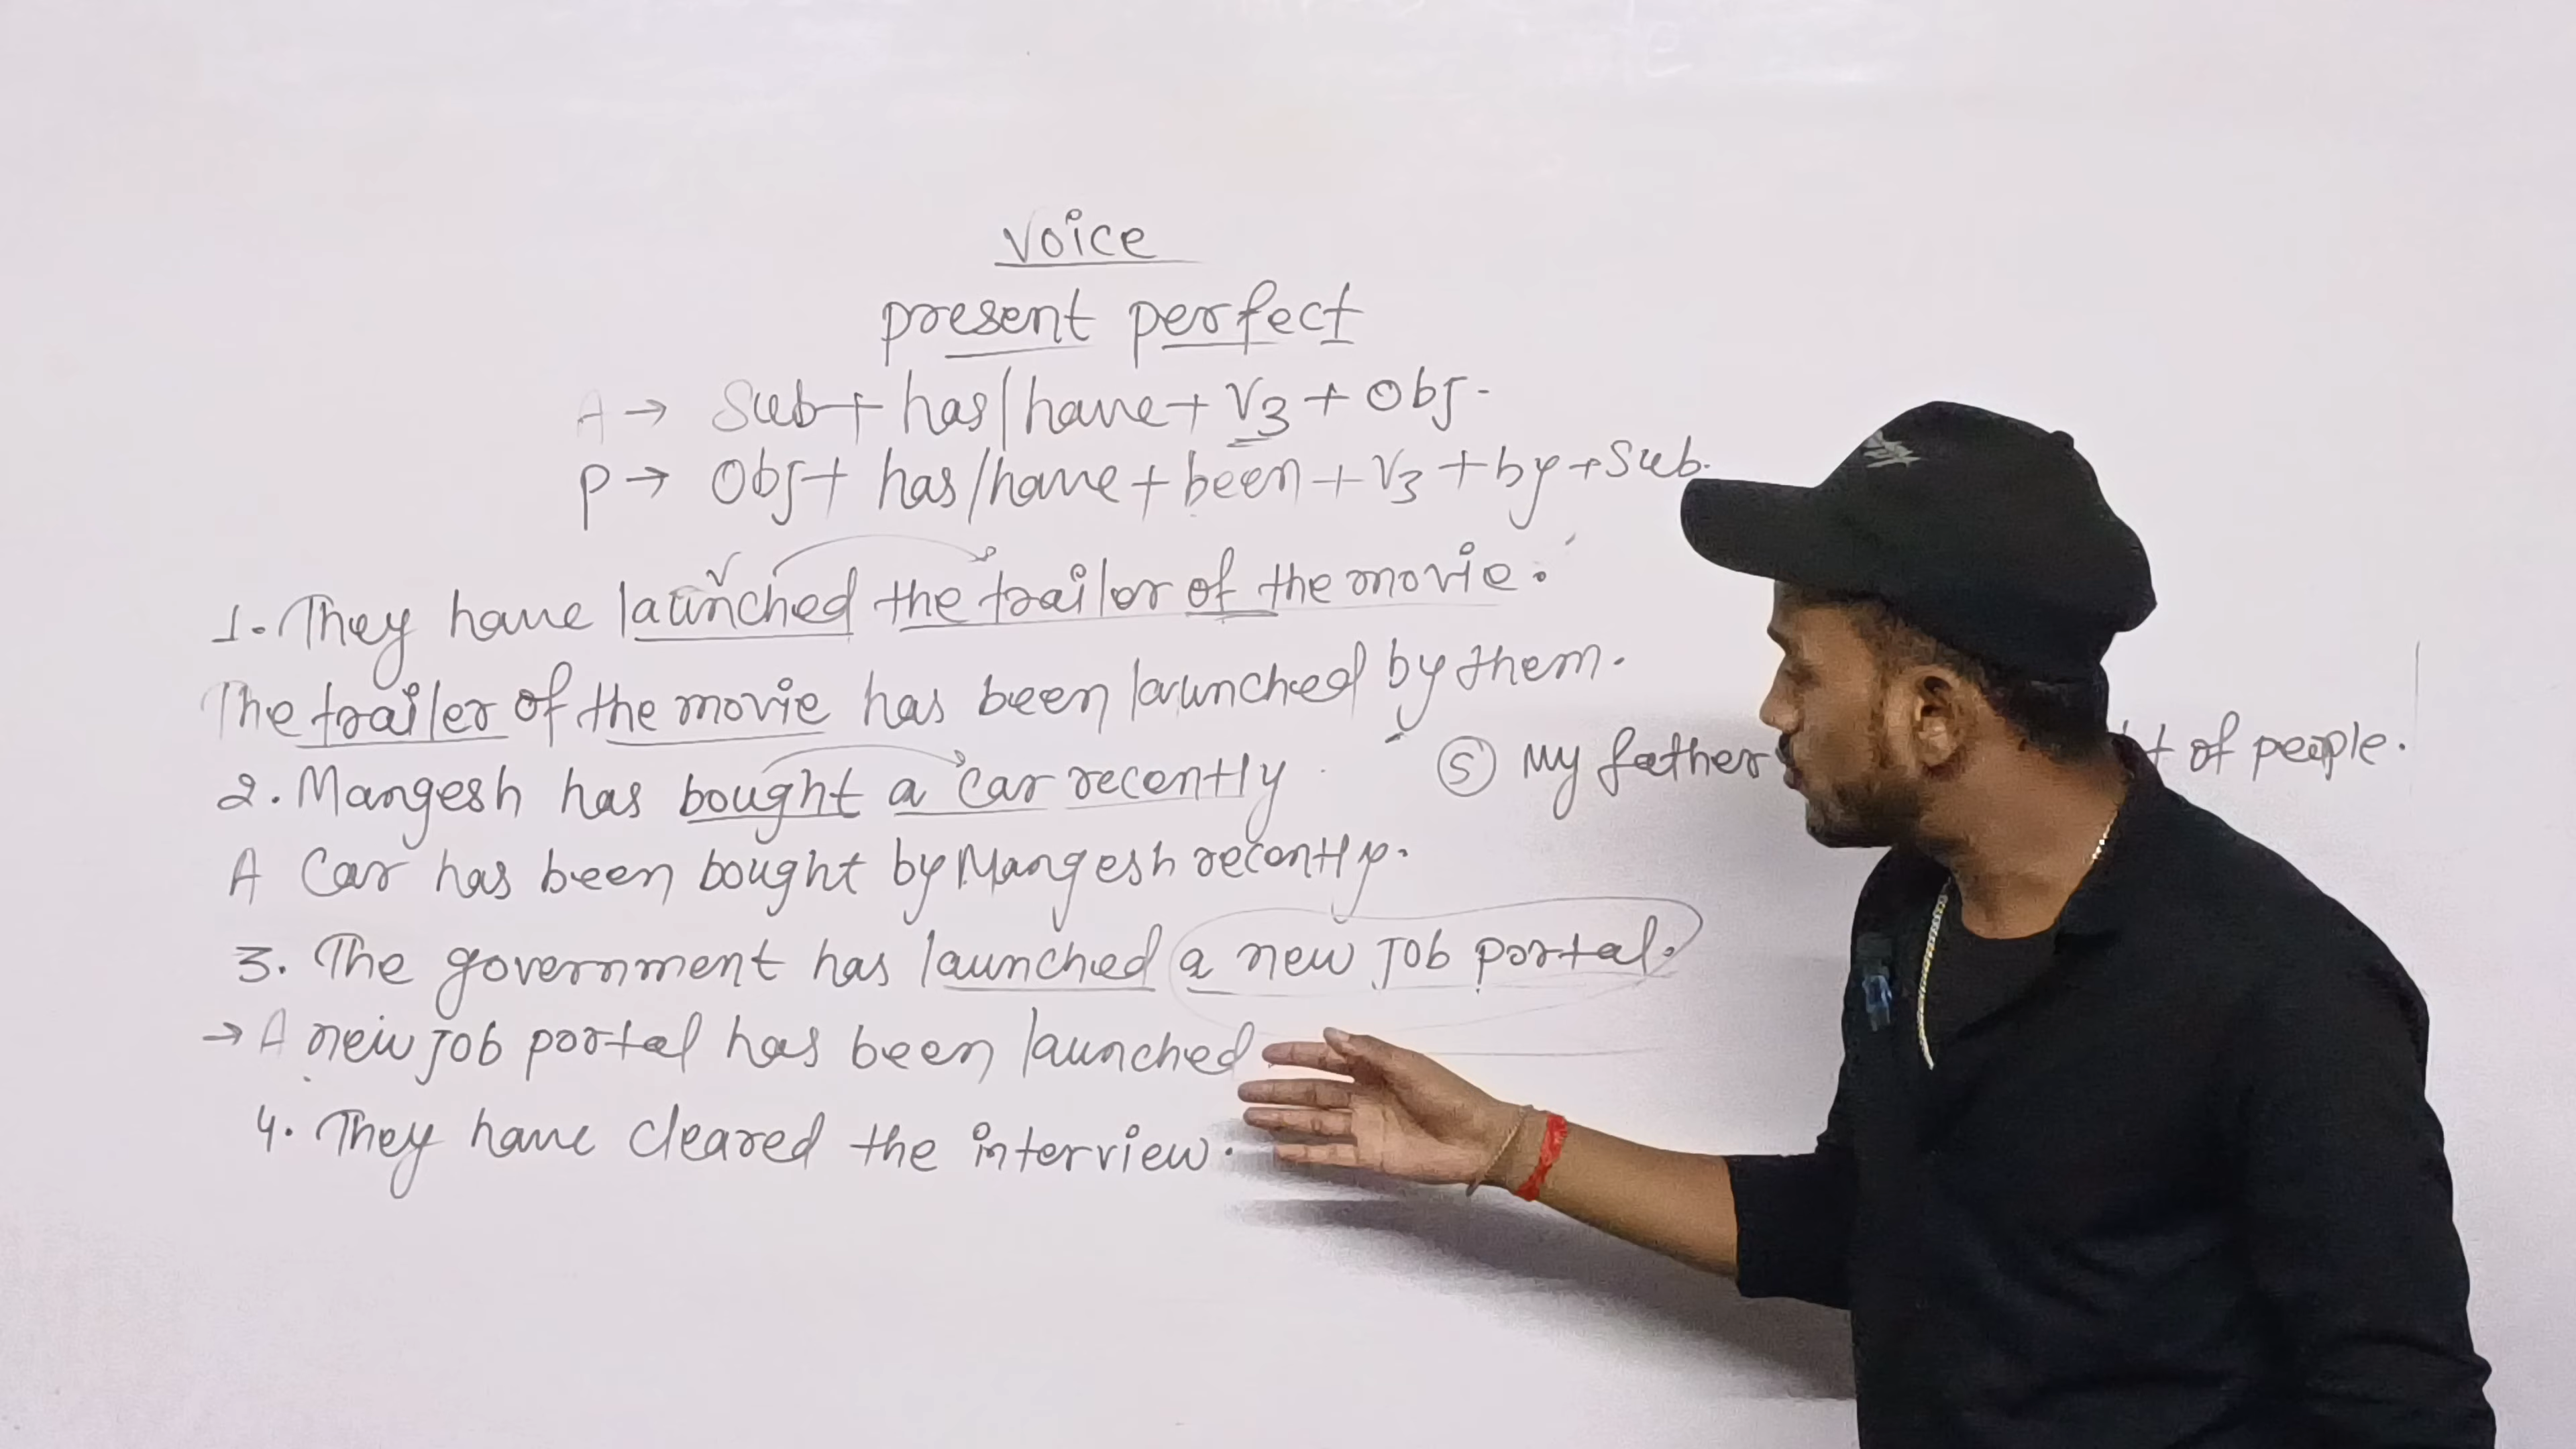 voice
present perfect
A → Sub + has/have + V3 + Obj.
P → Obj + has/have + been + V3 + by + Sub.
1. They have launched the trailor of the movie.
The trailer of the movie has been launched by them.
2. Mangesh has bought a car recently
A Car has been bought by Mangesh recently.
3. The government has launched a new Job portal.
→ A new Job portal has been launched
4. They have cleared the interview.
5 My father of people.